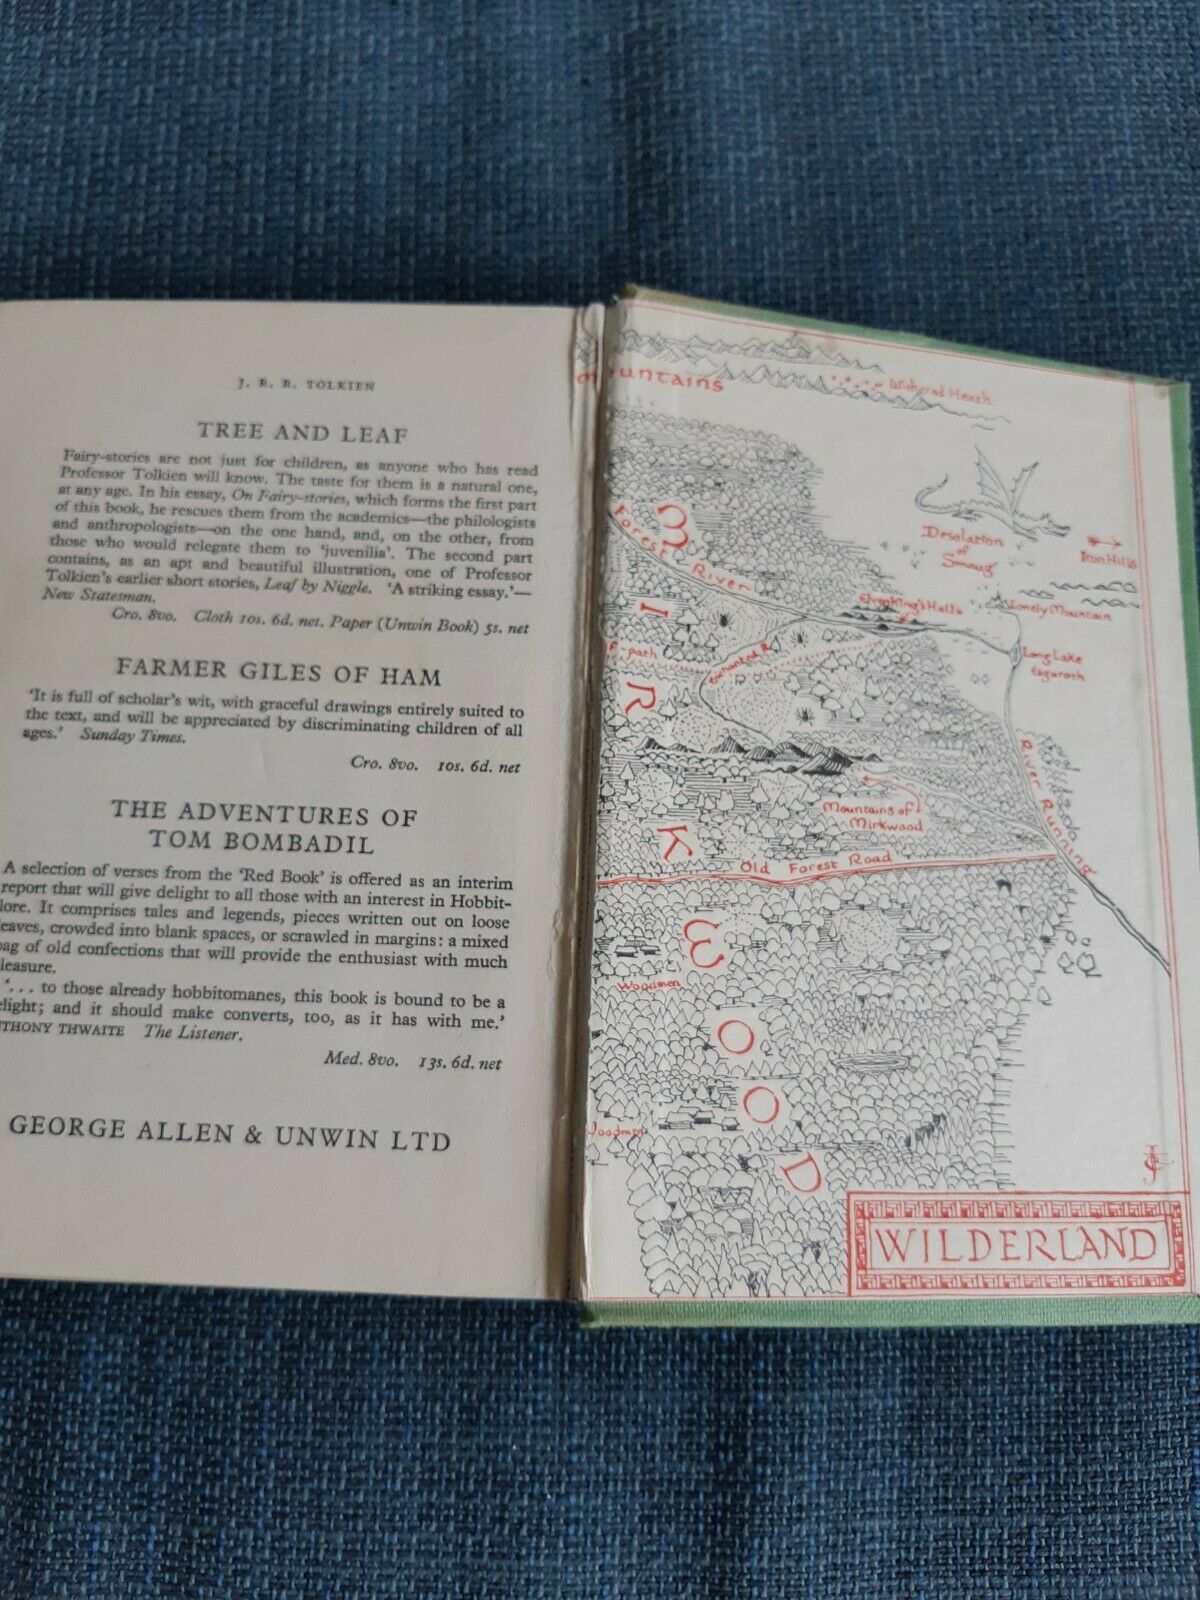 J. R. R. TOLKIEN
TREE AND LEAF
Fairy-stories are not just for children, as anyone who has read
Professor Tolkien will know. The taste for them is a natural one,
at any age. In his essay, On Fairy-stories, which forms the first part
of this book, he rescues them from the academics—the philologists
and anthropologists—on the one hand, and, on the other, from
those who would relegate them to 'juvenilia'. The second part
contains, as an apt and beautiful illustration, one of Professor
Tolkien's earlier short stories, Leaf by Niggle. 'A striking essay.'—
New Statesman.
Cro. 8vo. Cloth 10s. 6d. net. Paper (Unwin Book) 5s. net
FARMER GILES OF HAM
'It is full of scholar's wit, with graceful drawings entirely suited to
the text, and will be appreciated by discriminating children of all
ages.' Sunday Times.
Cro. 8vo. 10s. 6d. net
THE ADVENTURES OF
TOM BOMBADIL
A selection of verses from the 'Red Book' is offered as an interim
report that will give delight to all those with an interest in Hobbit-
lore. It comprises tales and legends, pieces written out on loose
leaves, crowded into blank spaces, or scrawled in margins: a mixed
bag of old confections that will provide the enthusiast with much
leasure.
'... to those already hobbitomanes, this book is bound to be a
elight; and it should make converts, too, as it has with me.'
NTHONY THWAITE The Listener.
Med. 8vo. 13s. 6d. net
GEORGE ALLEN & UNWIN LTD
Mountains
Withered Heath
Desolation
of
Smaug
Iron Hills
Forest River
Elvenking's Halls
Lonely Mountain
F-path
Enchanted R.
Long Lake
Esgaroth
River Running
Mountains of
Mirkwood
Old Forest Road
MIRKWOOD
Woodmen
Woodmen
WILDERLAND